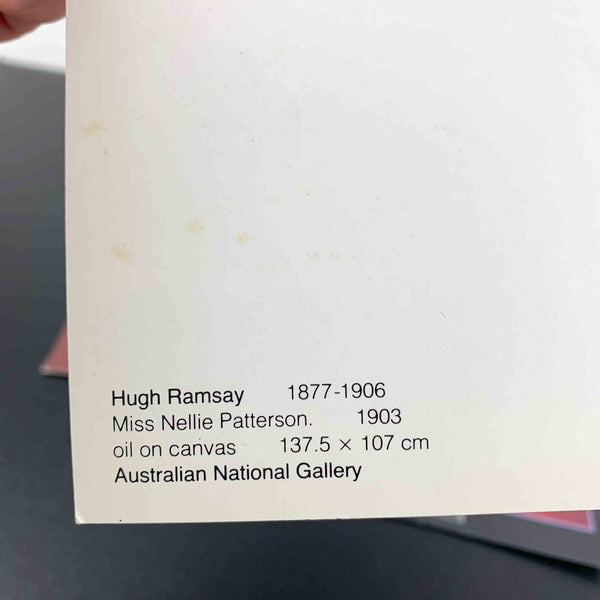 Hugh Ramsay 1877-1906
Miss Nellie Patterson. 1903
oil on canvas 137.5 × 107 cm
Australian National Gallery